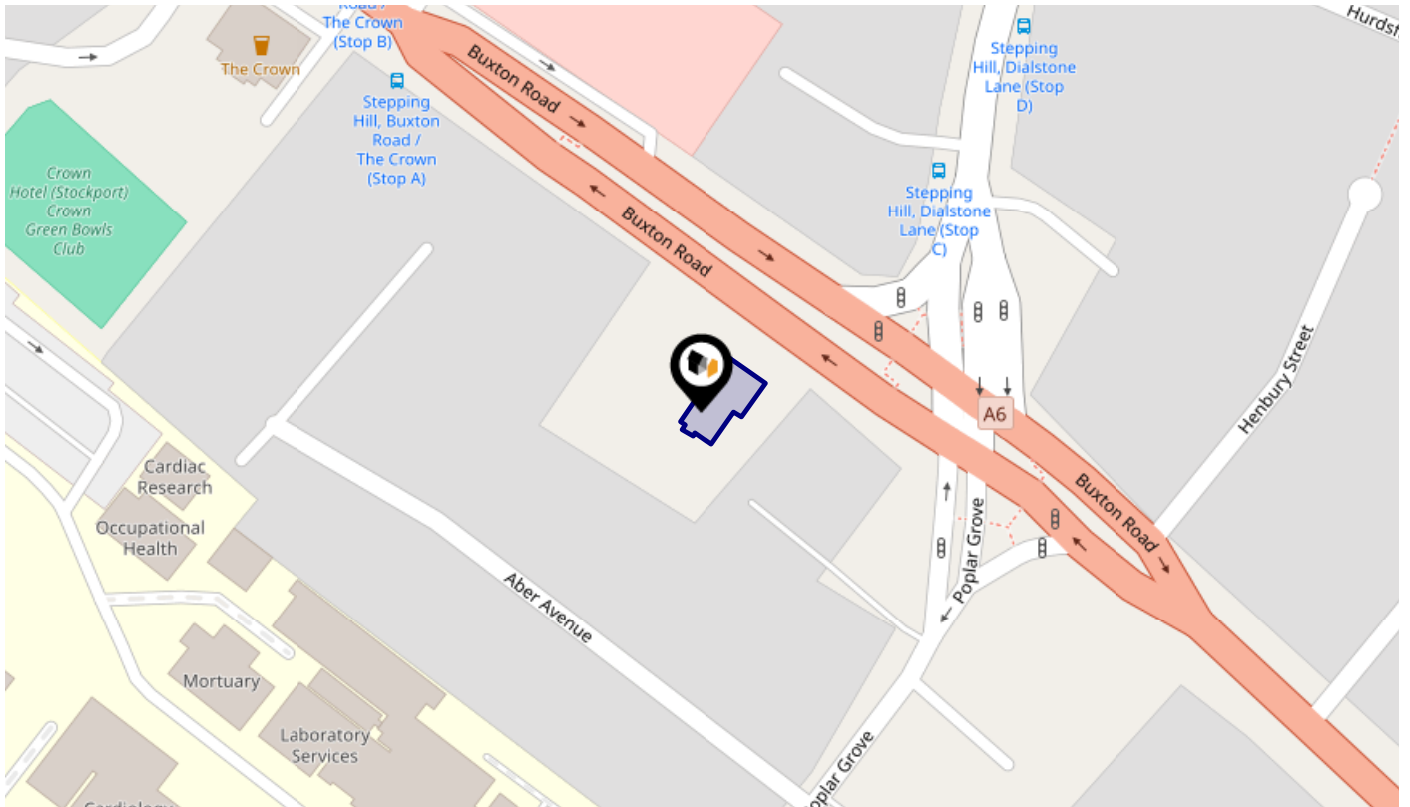 Road /
The Crown
(Stop B)
The Crown
Stepping
Hill, Buxton
Road /
The Crown
(Stop A)
Buxton Road
Buxton Road
Stepping
Hill, Dialstone
Lane (Stop
D)
Hurdsf
Crown
Hotel (Stockport)
Crown
Green Bowls
Club
Stepping
Hill, Dialstone
Lane (Stop
C)
Henbury Street
A6
Cardiac
Research
Occupational
Health
Buxton Road
Poplar Grove
Aber Avenue
Mortuary
Laboratory
Services
Poplar Grove
Cardiology